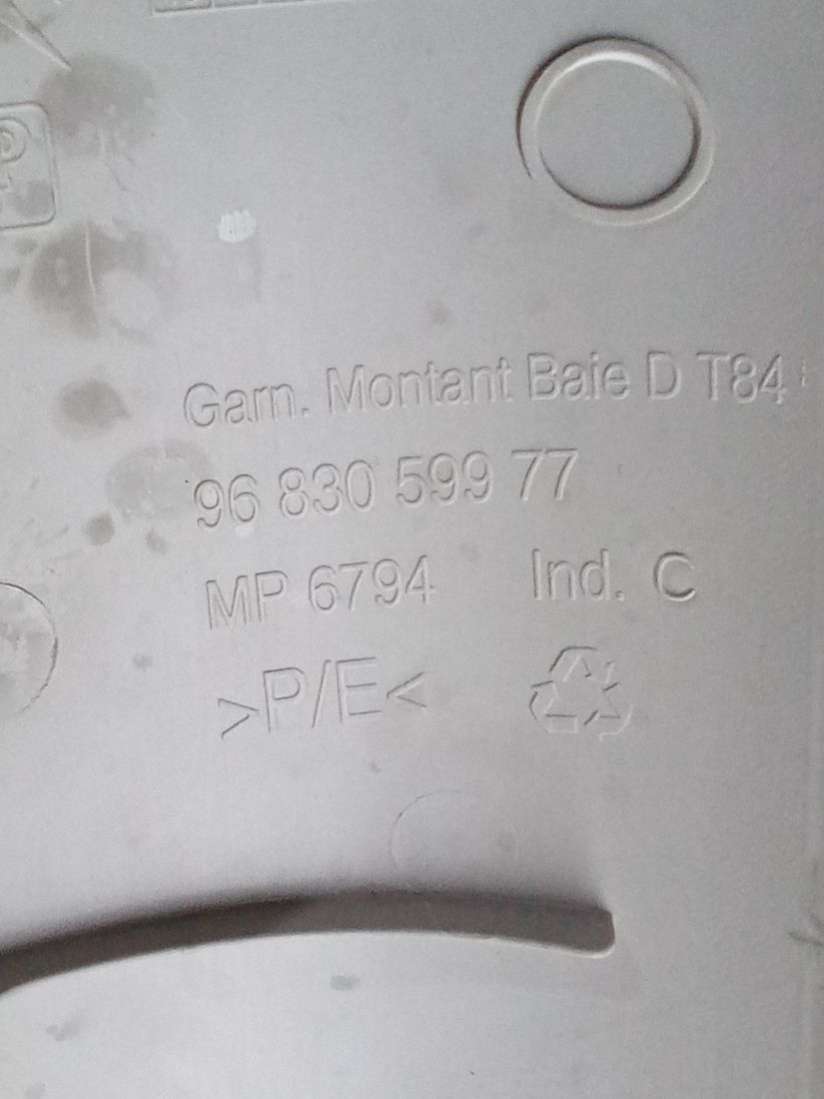 P
Garn. Montant Baie D T84
96 830 599 77
MP 6794 Ind. C
>P/E<